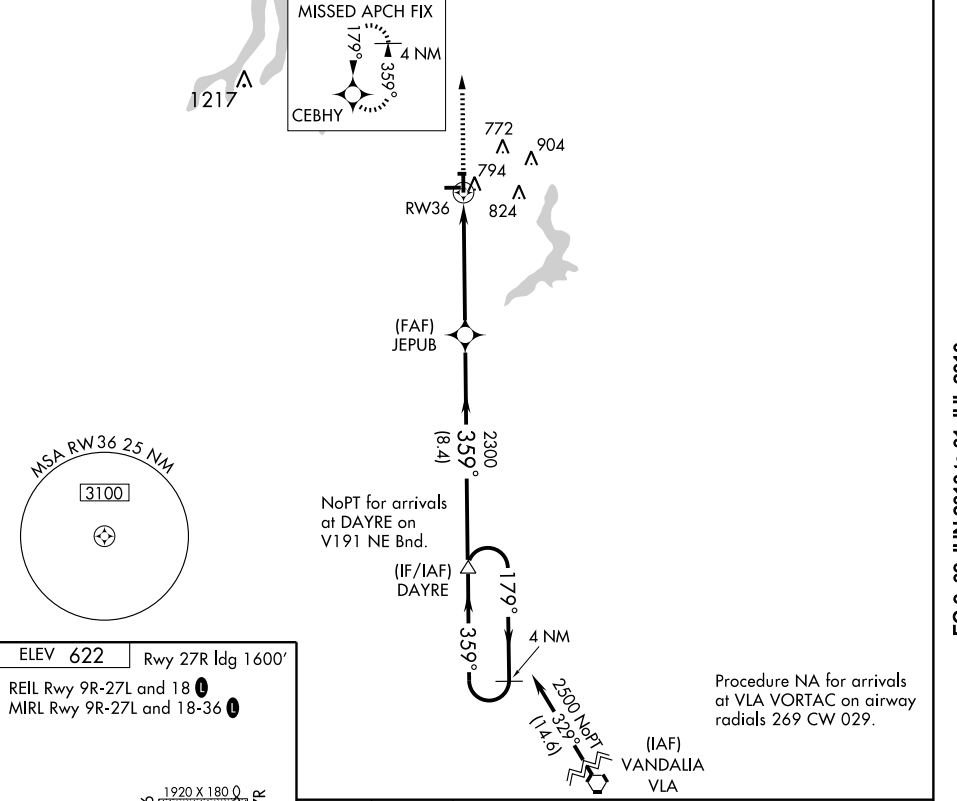 MISSED APCH FIX
179°
359°
4 NM
CEBHY
1217
772
904
794
824
RW36
(FAF)
JEPUB
2300
359°
(8.4)
MSA RW36 25 NM
3100
NoPT for arrivals
at DAYRE on
V191 NE Bnd.
(IF/IAF)
DAYRE
179°
359°
4 NM
2500 NoPT
329°
(14.6)
(IAF)
VANDALIA
VLA
Procedure NA for arrivals
at VLA VORTAC on airway
radials 269 CW 029.
ELEV 622
Rwy 27R ldg 1600'
REIL Rwy 9R-27L and 18 L
MIRL Rwy 9R-27L and 18-36 L
1920 X 180